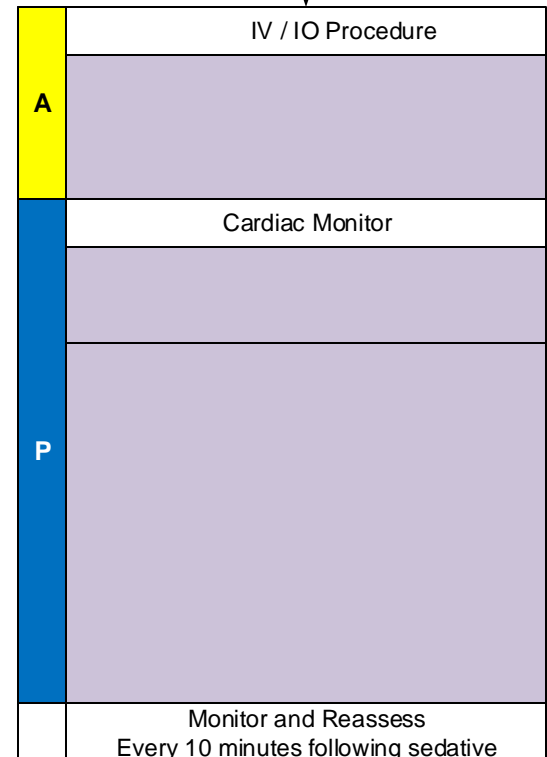 IV / IO Procedure
A
Cardiac Monitor
P
Monitor and Reassess
Every 10 minutes following sedative